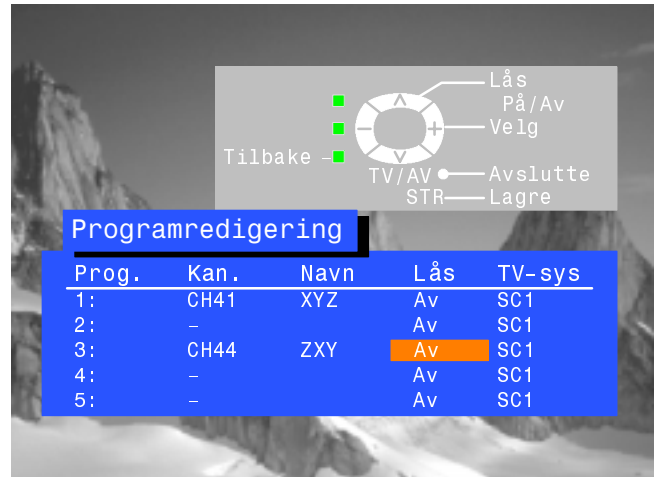 Lås
På/Av
Velg
Tilbake
TV/AV Avslutte
STR Lagre
Programredigering
Prog. Kan. Navn Lås TV-sys
1: CH41 XYZ Av SC1
2: – Av SC1
3: CH44 ZXY Av SC1
4: – Av SC1
5: – Av SC1